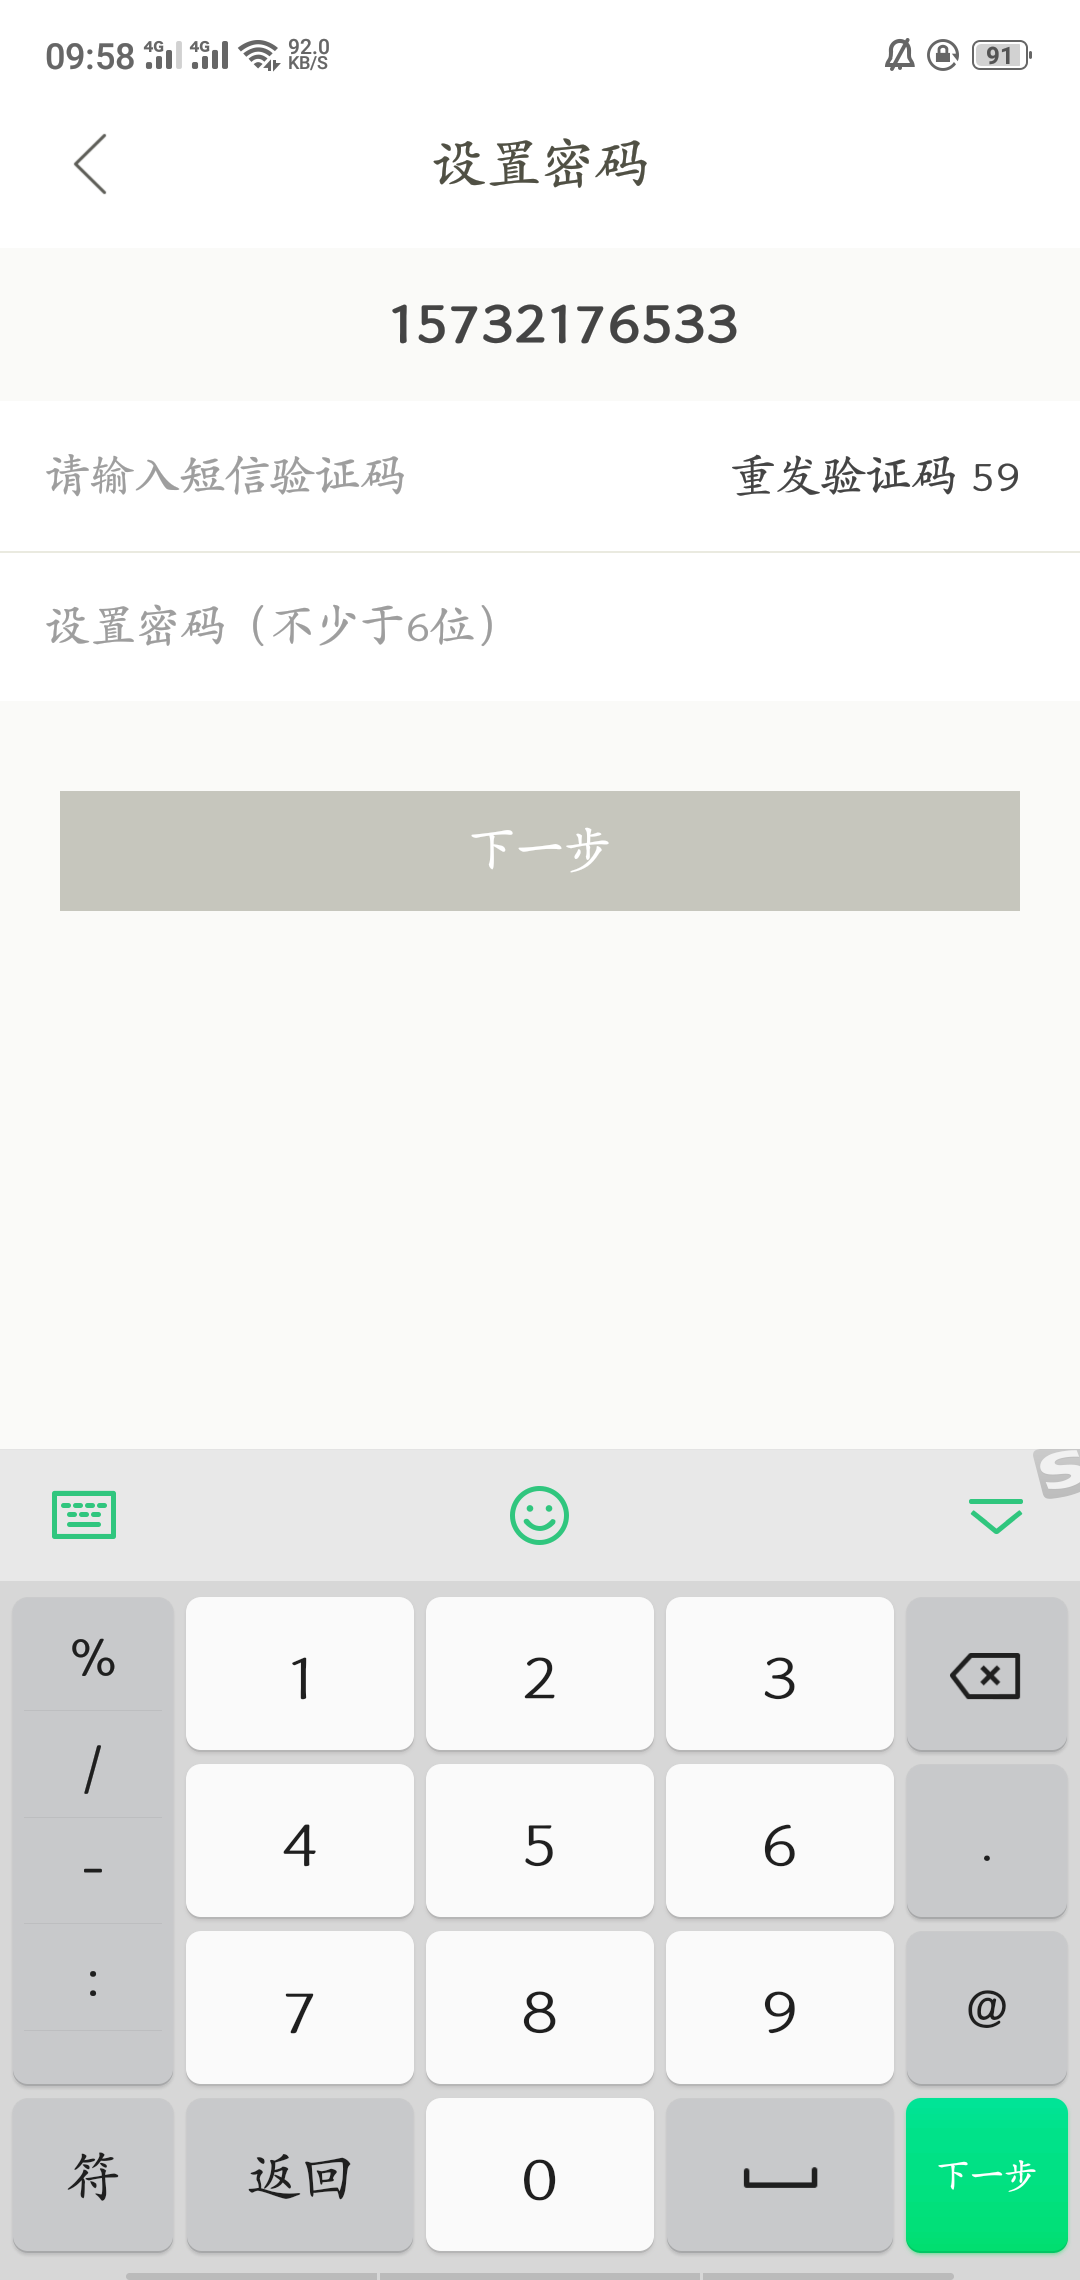 09:58 4G 4G 92.0 KB/S 91
设置密码
15732176533
请输入短信验证码 重发验证码 59
设置密码（不少于6位）
下一步
% 1 2 3
/ 4 5 6 .
- 7 8 9 @
:
符 返回 0 下一步